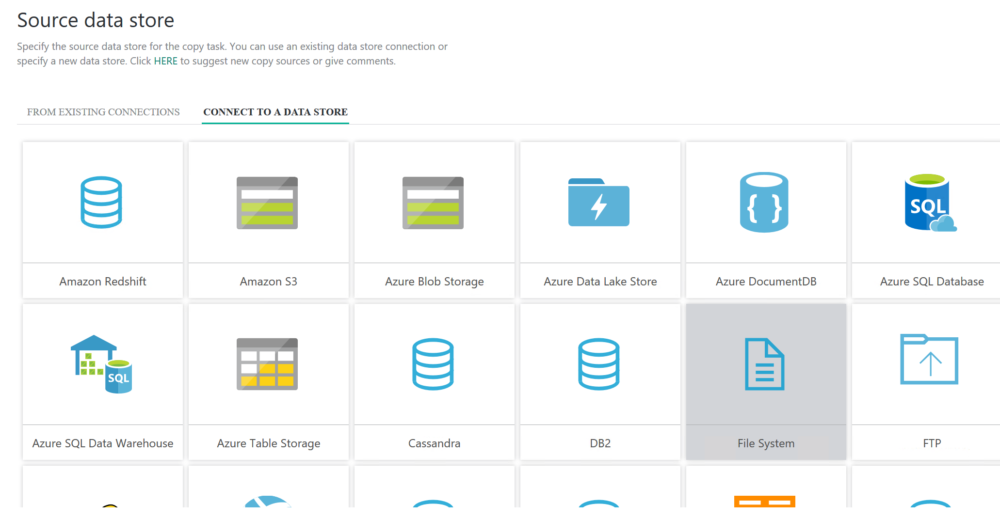 Source data store
Specify the source data store for the copy task. You can use an existing data store connection or
specify a new data store. Click HERE to suggest new copy sources or give comments.
FROM EXISTING CONNECTIONS
CONNECT TO A DATA STORE
{ }
SQL
Amazon Redshift
Amazon S3
Azure Blob Storage
Azure Data Lake Store
Azure DocumentDB
Azure SQL Database
SQL
Azure SQL Data Warehouse
Azure Table Storage
Cassandra
DB2
File System
FTP